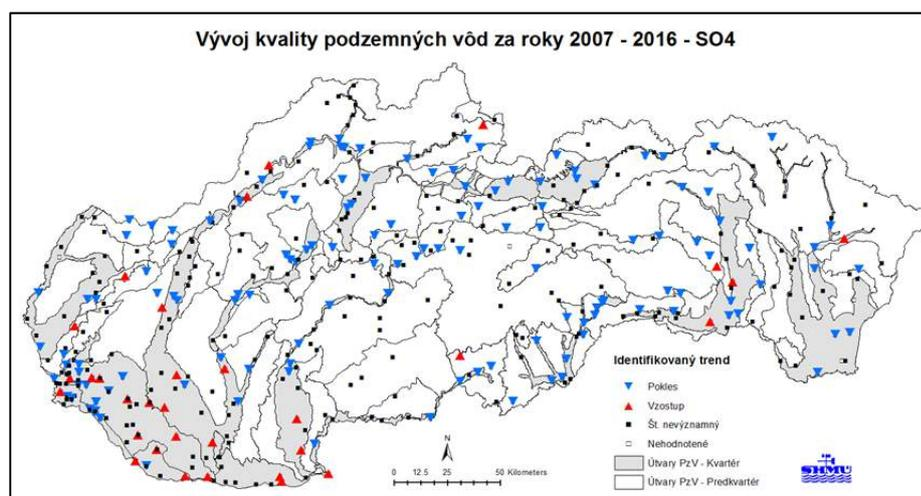 Vývoj kvality podzemných vôd za roky 2007 - 2016 - SO4
Identifikovaný trend
Pokles
Vzostup
Št. nevýznamný
Nehodnotené
Útvary PzV - Kvartér
Útvary PzV - Predkvartér
N
0 12.5 25 50 Kilometers
SHMÚ